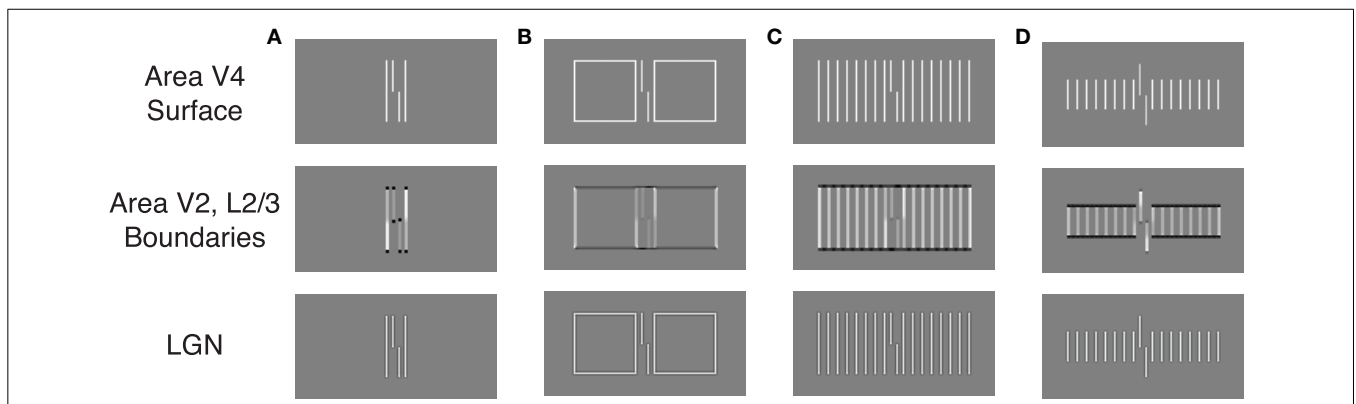 A
B
C
D
Area V4
Surface
Area V2, L2/3
Boundaries
LGN